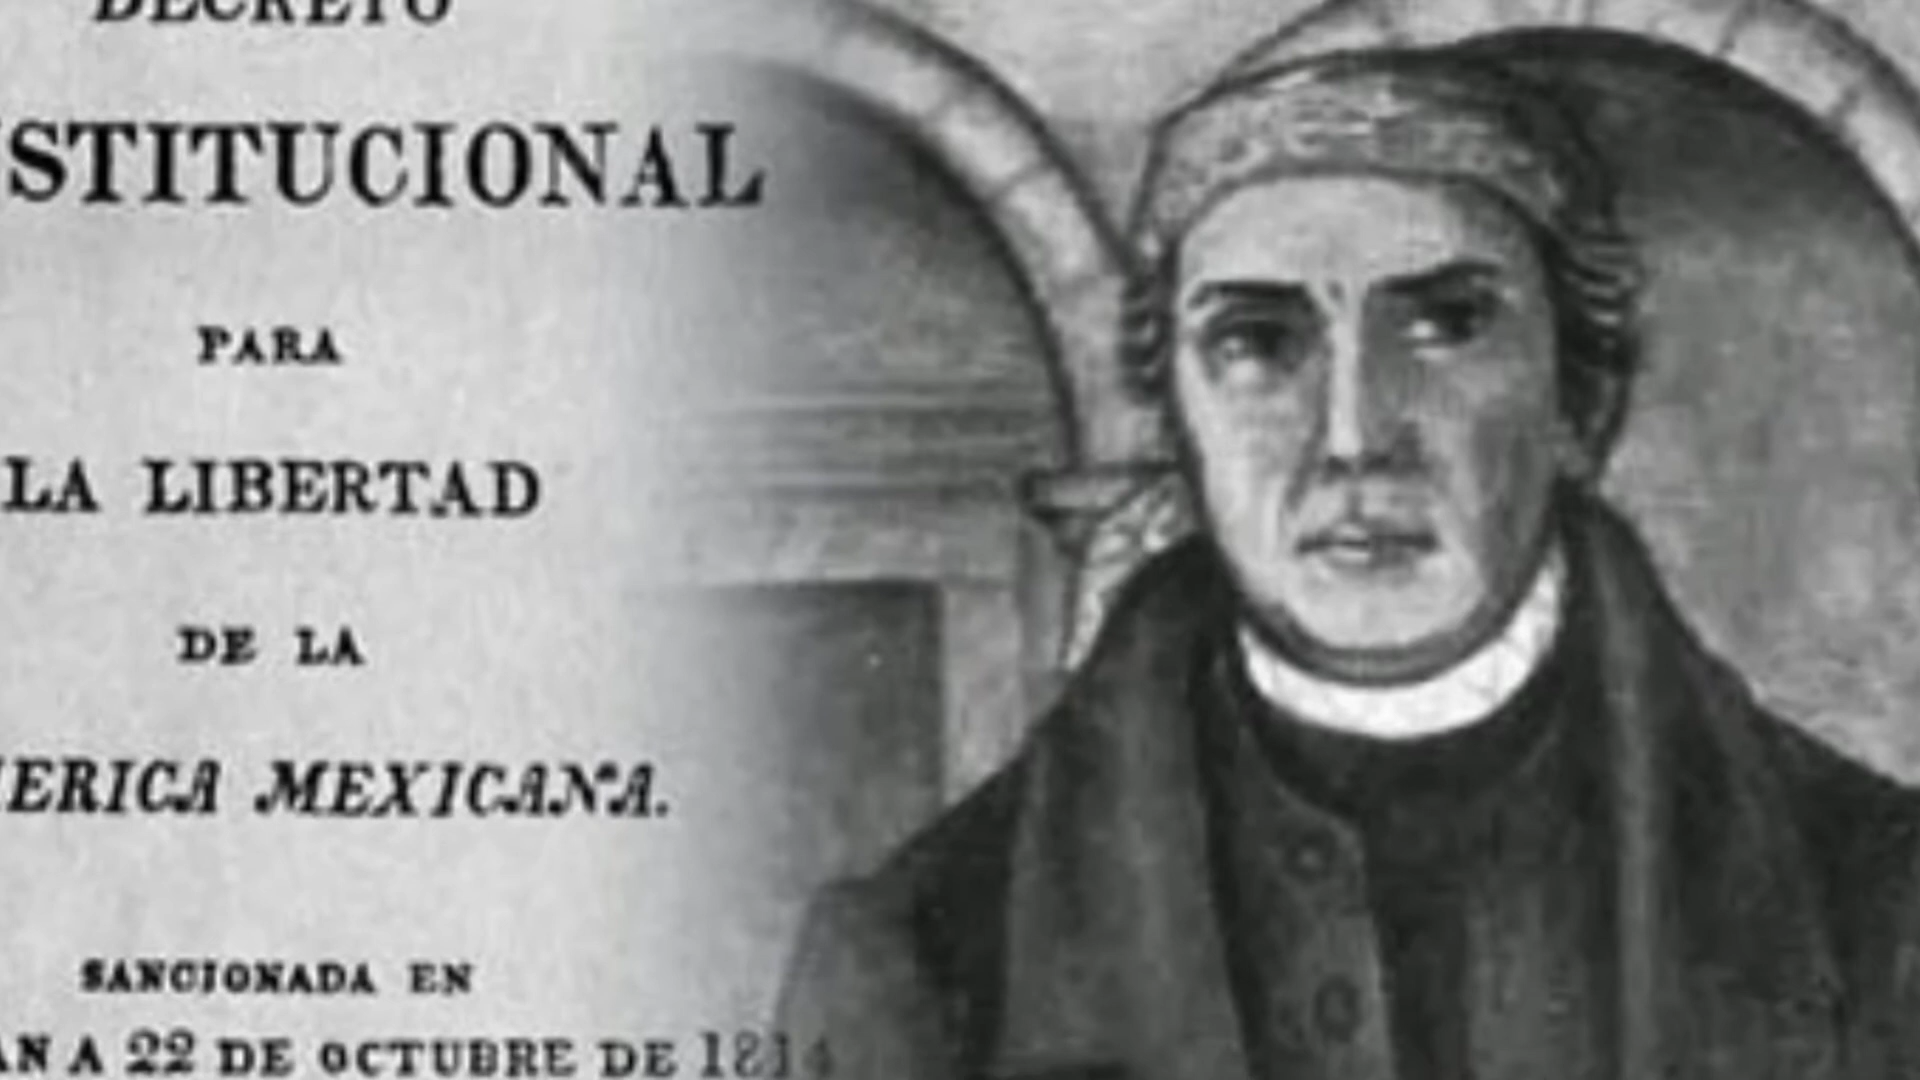 DECRETO
STITUCIONAL
PARA
LA LIBERTAD
DE LA
ERICA MEXICANA.
SANCIONADA EN
AN A 22 DE OCTUBRE DE 1814